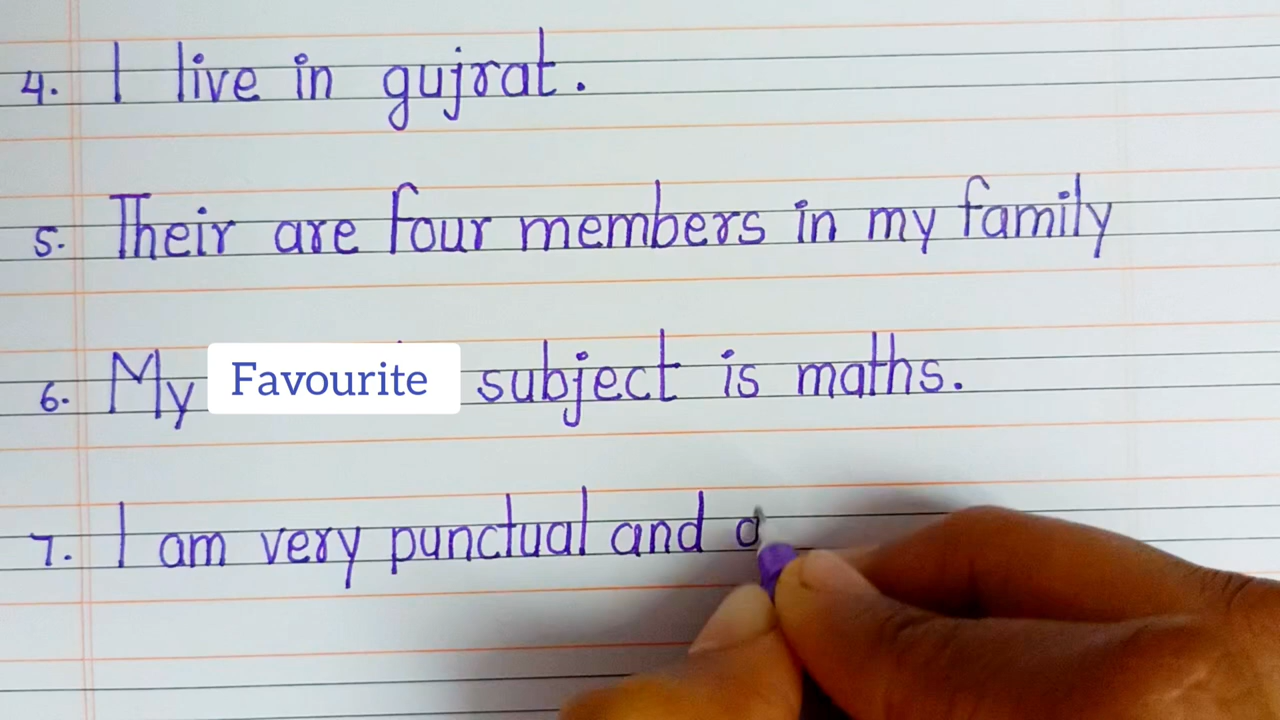 4. I live in gujrat.
5. Their are four members in my family
6. My Favourite subject is maths.
7. I am very punctual and